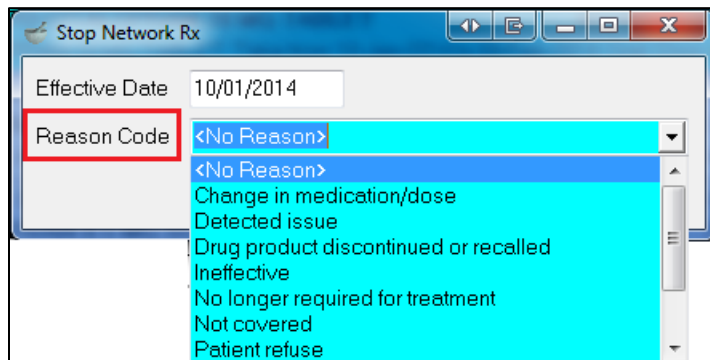 Stop Network Rx
Effective Date 10/01/2014
Reason Code <No Reason>
<No Reason>
Change in medication/dose
Detected issue
Drug product discontinued or recalled
Ineffective
No longer required for treatment
Not covered
Patient refuse